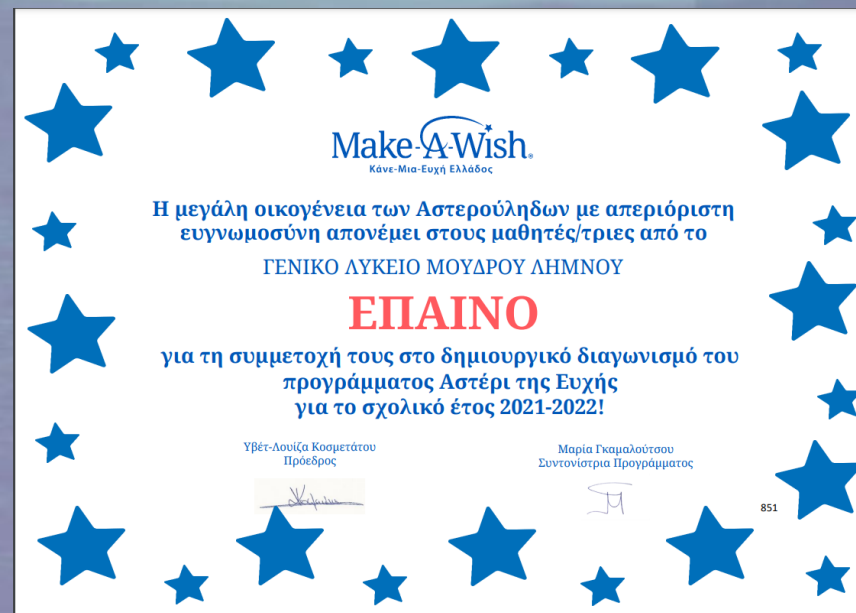 Make-A-Wish.
Κάνε-Μια-Ευχή Ελλάδος
Η μεγάλη οικογένεια των Αστερούληδων με απεριόριστη
ευγνωμοσύνη απονέμει στους μαθητές/τριες από το
ΓΕΝΙΚΟ ΛΥΚΕΙΟ ΜΟΥΔΡΟΥ ΛΗΜΝΟΥ
ΕΠΑΙΝΟ
για τη συμμετοχή τους στο δημιουργικό διαγωνισμό του
προγράμματος Αστέρι της Ευχής
για το σχολικό έτος 2021-2022!
Υβέτ-Λουίζα Κοσμετάτου
Πρόεδρος
Μαρία Γκαμαλούτσου
Συντονίστρια Προγράμματος
851